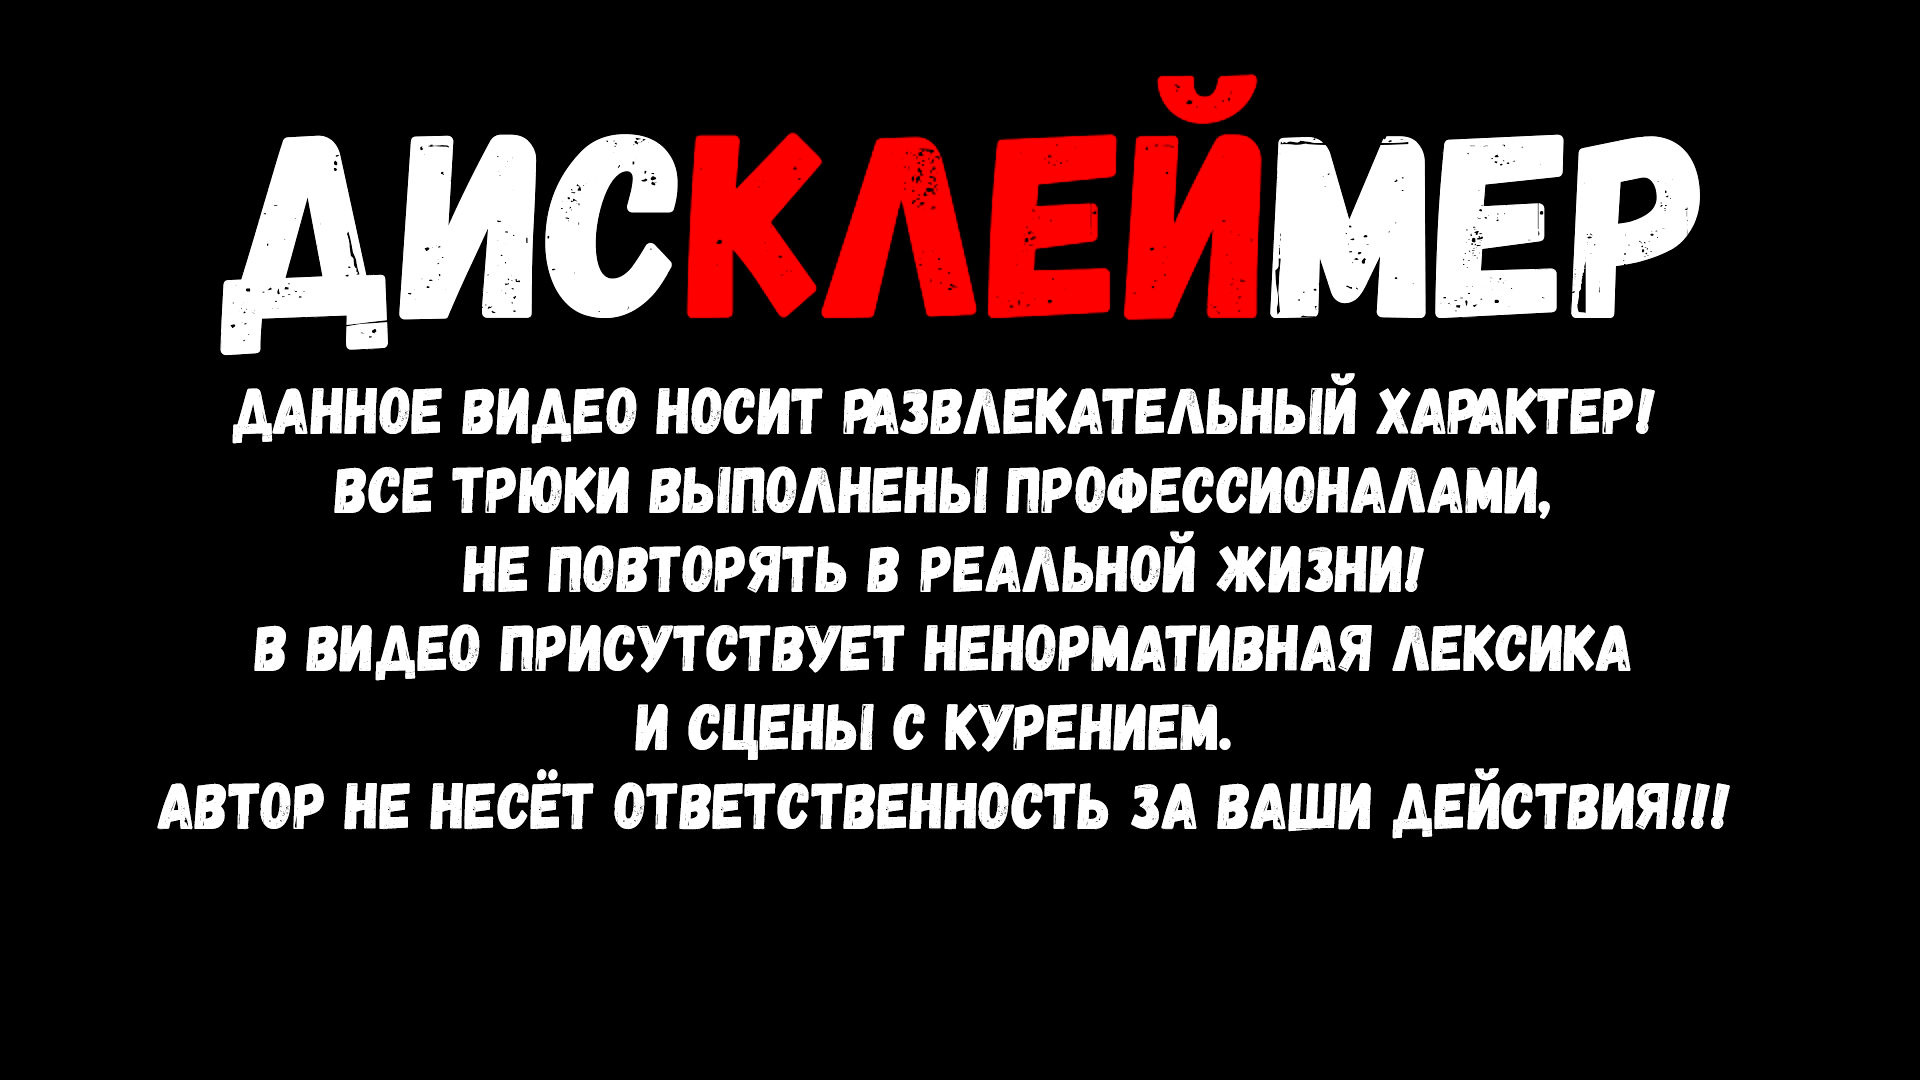 ДИСКЛЕЙМЕР
ДАННОЕ ВИДЕО НОСИТ РАЗВЛЕКАТЕЛЬНЫЙ ХАРАКТЕР!
ВСЕ ТРЮКИ ВЫПОЛНЕНЫ ПРОФЕССИОНАЛАМИ,
НЕ ПОВТОРЯТЬ В РЕАЛЬНОЙ ЖИЗНИ!
В ВИДЕО ПРИСУТСТВУЕТ НЕНОРМАТИВНАЯ ЛЕКСИКА
И СЦЕНЫ С КУРЕНИЕМ.
АВТОР НЕ НЕСЁТ ОТВЕТСТВЕННОСТЬ ЗА ВАШИ ДЕЙСТВИЯ!!!